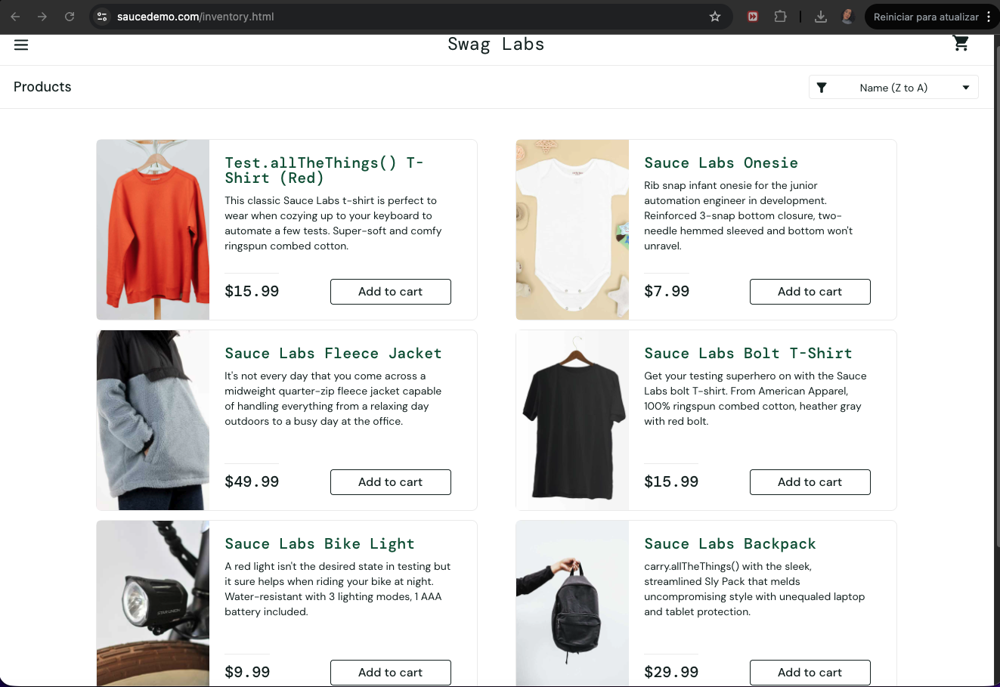 saucedemo.com/inventory.html
Reiniciar para atualizar
Swag Labs
Products
Name (Z to A)
Test.allTheThings() T-
Shirt (Red)
This classic Sauce Labs t-shirt is perfect to
wear when cozying up to your keyboard to
automate a few tests. Super-soft and comfy
ringspun combed cotton.
$15.99
Add to cart
Sauce Labs Onesie
Rib snap infant onesie for the junior
automation engineer in development.
Reinforced 3-snap bottom closure, two-
needle hemmed sleeved and bottom won't
unravel.
$7.99
Add to cart
Sauce Labs Fleece Jacket
It's not every day that you come across a
midweight quarter-zip fleece jacket capable
of handling everything from a relaxing day
outdoors to a busy day at the office.
$49.99
Add to cart
Sauce Labs Bolt T-Shirt
Get your testing superhero on with the Sauce
Labs bolt T-shirt. From American Apparel,
100% ringspun combed cotton, heather gray
with red bolt.
$15.99
Add to cart
STAR UNION
Sauce Labs Bike Light
A red light isn't the desired state in testing but
it sure helps when riding your bike at night.
Water-resistant with 3 lighting modes, 1 AAA
battery included.
$9.99
Add to cart
Sauce Labs Backpack
carry.allTheThings() with the sleek,
streamlined Sly Pack that melds
uncompromising style with unequaled laptop
and tablet protection.
$29.99
Add to cart